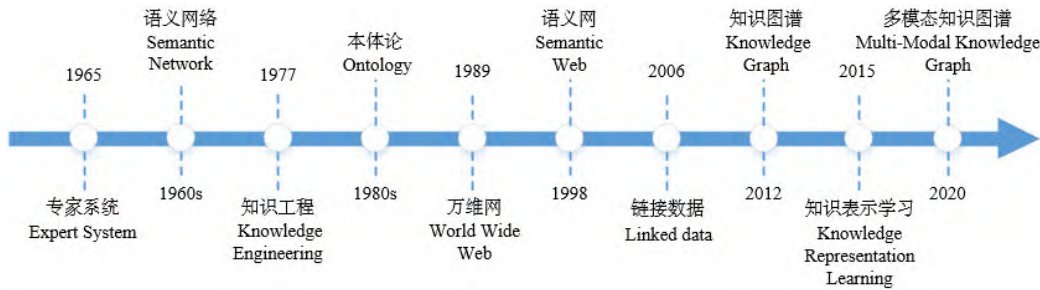 1965
专家系统
Expert System
语义网络
Semantic
Network
1960s
1977
知识工程
Knowledge
Engineering
本体论
Ontology
1980s
1989
万维网
World Wide
Web
语义网
Semantic
Web
1998
2006
链接数据
Linked data
知识图谱
Knowledge
Graph
2012
2015
知识表示学习
Knowledge
Representation
Learning
多模态知识图谱
Multi-Modal Knowledge
Graph
2020